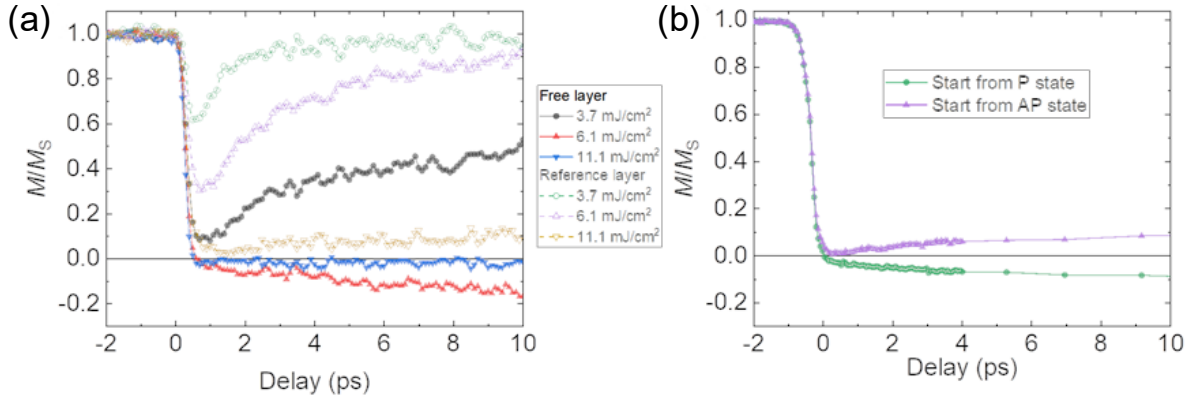 (a)
M/M_S
1.0
0.8
0.6
0.4
0.2
0.0
-0.2
-2 0 2 4 6 8 10
Delay (ps)
Free layer
3.7 mJ/cm²
6.1 mJ/cm²
11.1 mJ/cm²
Reference layer
3.7 mJ/cm²
6.1 mJ/cm²
11.1 mJ/cm²
(b)
M/M_S
1.0
0.8
0.6
0.4
0.2
0.0
-0.2
-2 0 2 4 6 8 10
Delay (ps)
Start from P state
Start from AP state